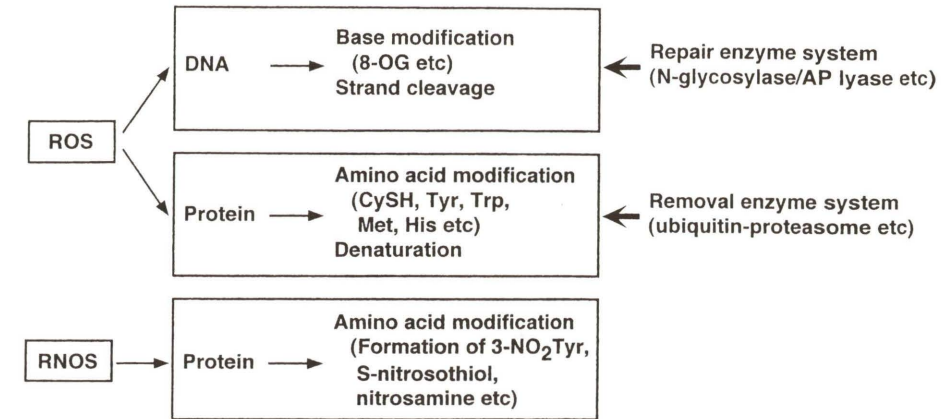 ROS
DNA
Base modification
(8-OG etc)
Strand cleavage
Repair enzyme system
(N-glycosylase/AP lyase etc)
Protein
Amino acid modification
(CySH, Tyr, Trp,
Met, His etc)
Denaturation
Removal enzyme system
(ubiquitin-proteasome etc)
RNOS
Protein
Amino acid modification
(Formation of 3-NO₂Tyr,
S-nitrosothiol,
nitrosamine etc)